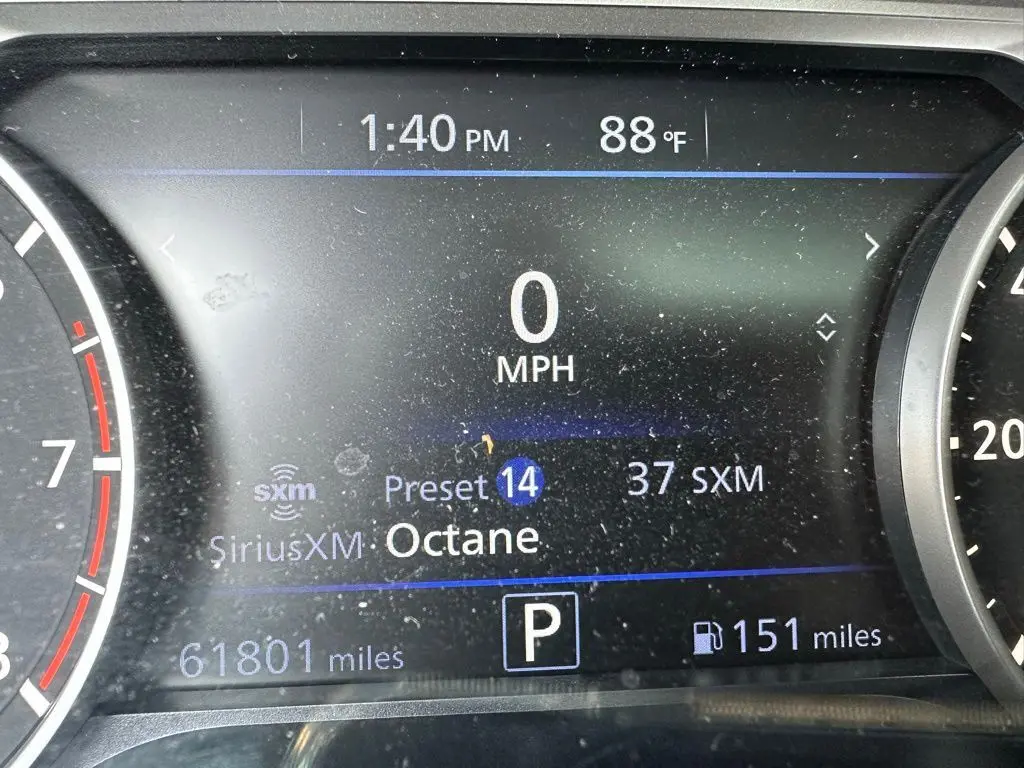 1:40 PM 88 °F
0
MPH
7
20
sxm Preset 14 37 SXM
SiriusXM Octane
61801 miles P 151 miles